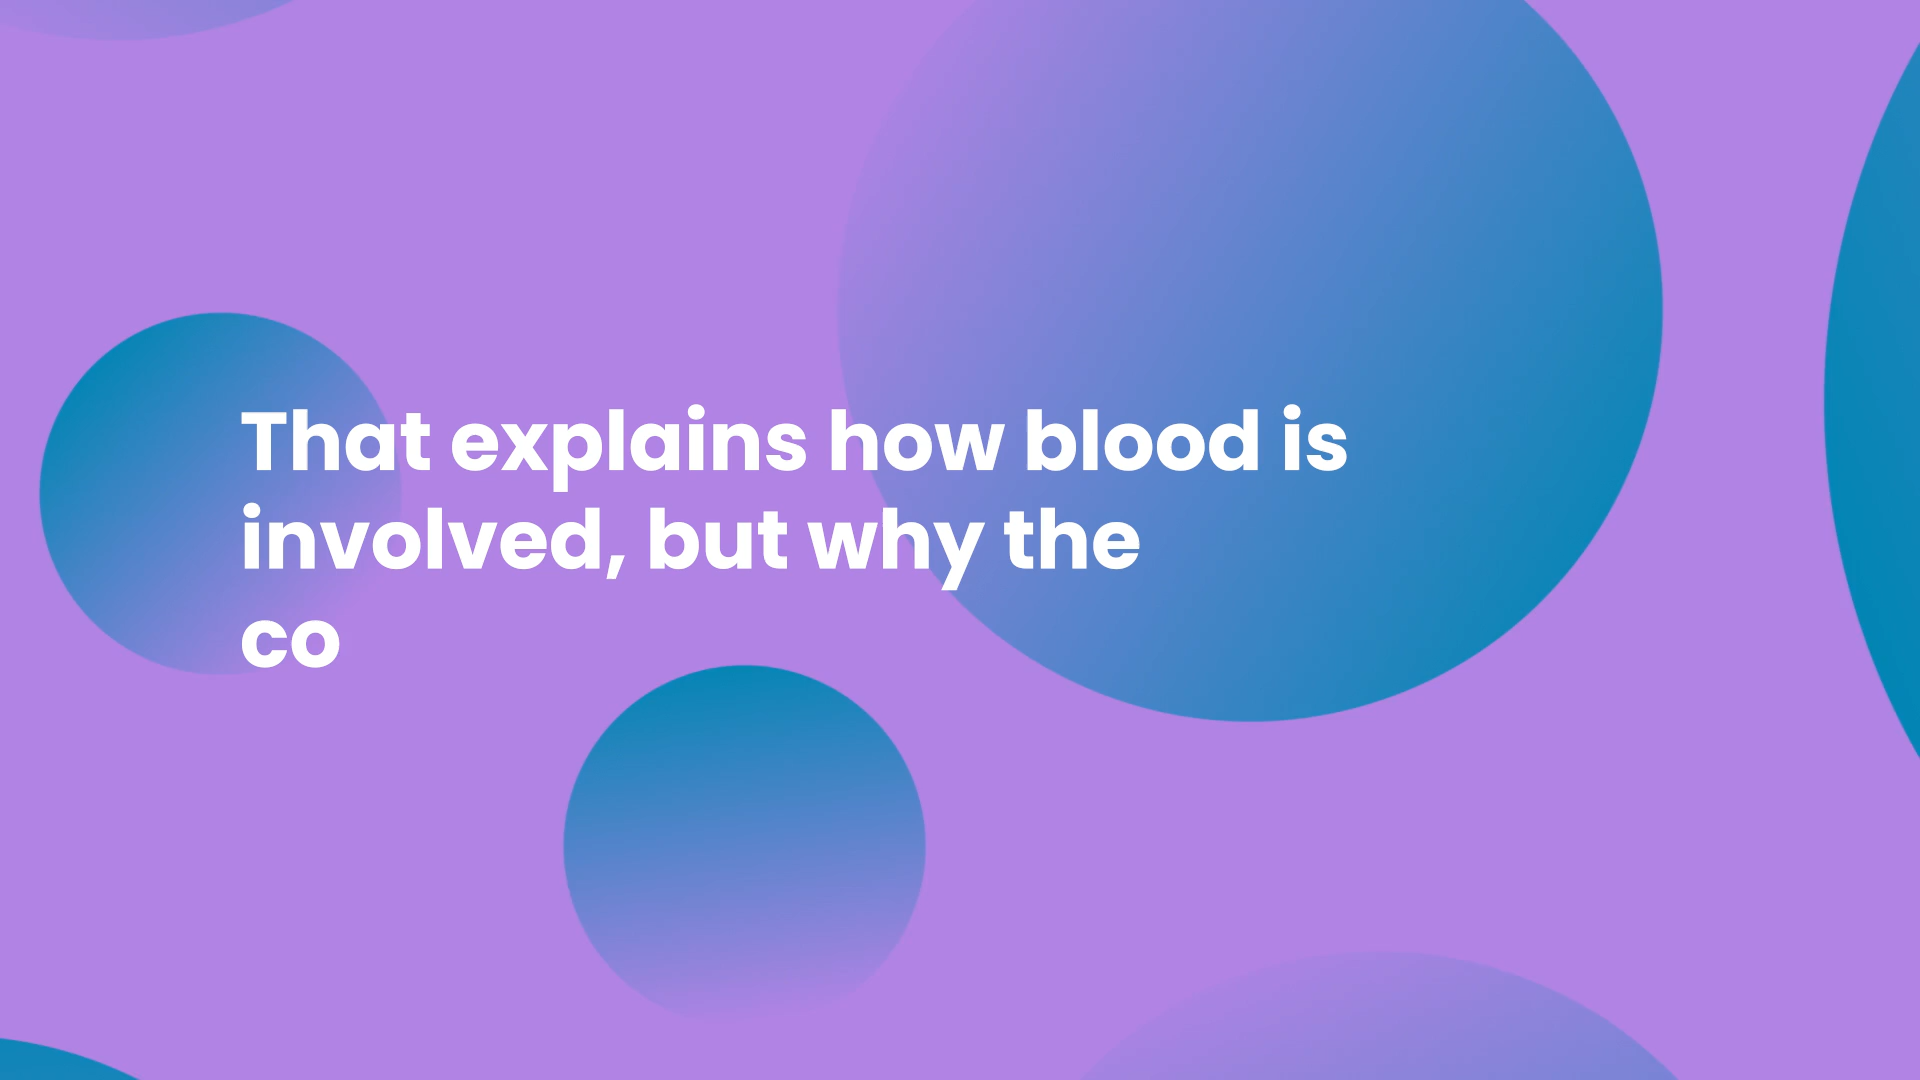 That explains how blood is
involved, but why the
co